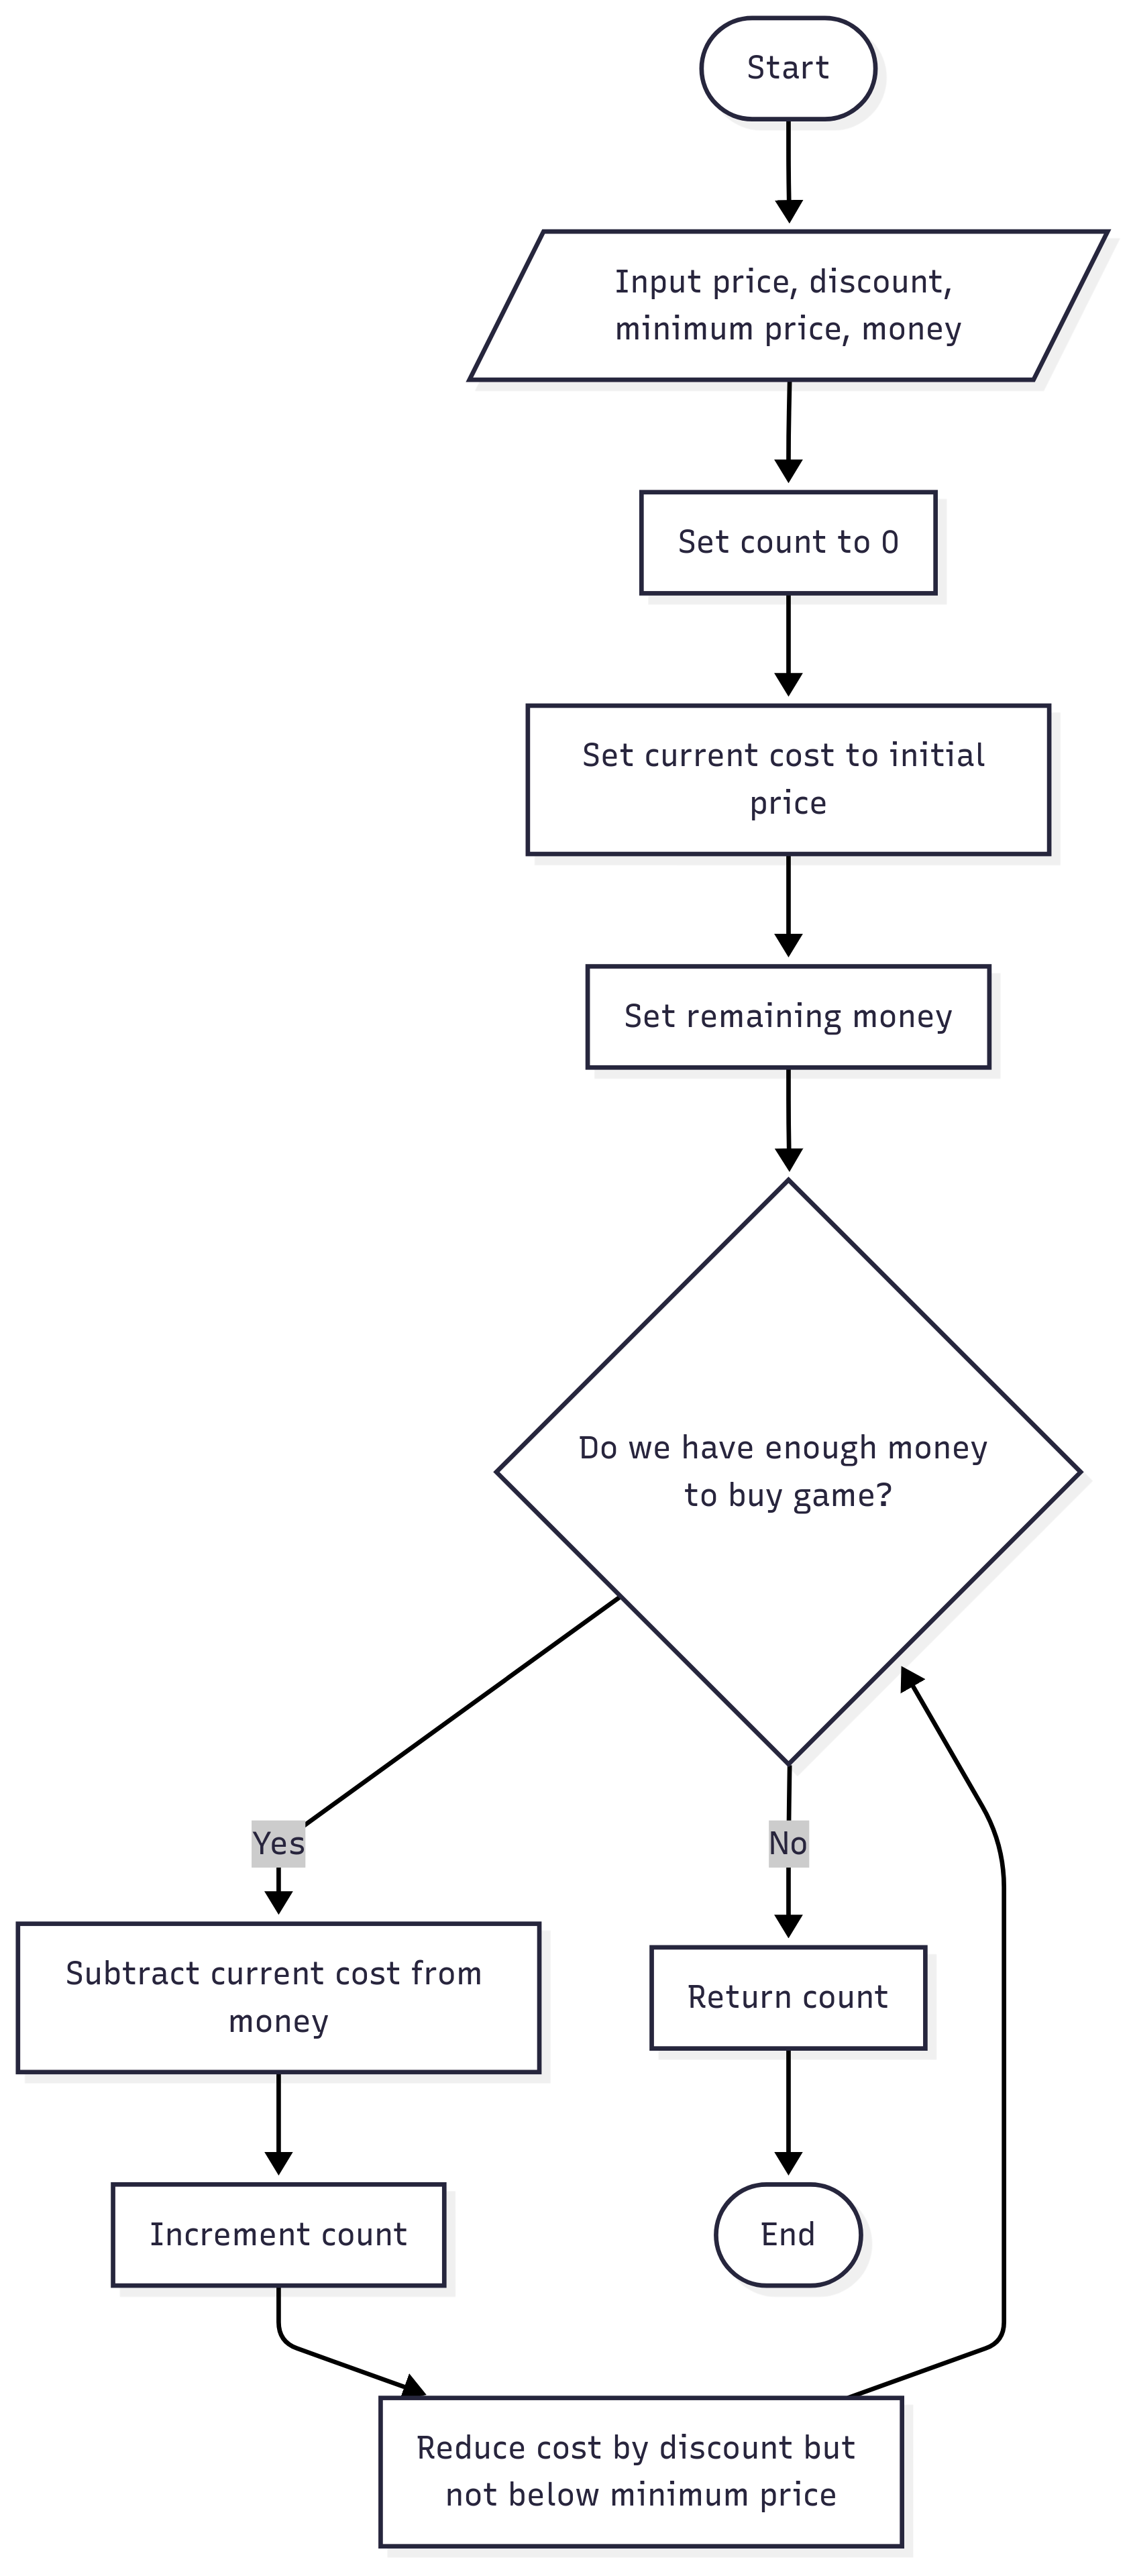 Start
Input price, discount,
minimum price, money
Set count to 0
Set current cost to initial
price
Set remaining money
Do we have enough money
to buy game?
Yes
No
Subtract current cost from
money
Return count
Increment count
End
Reduce cost by discount but
not below minimum price